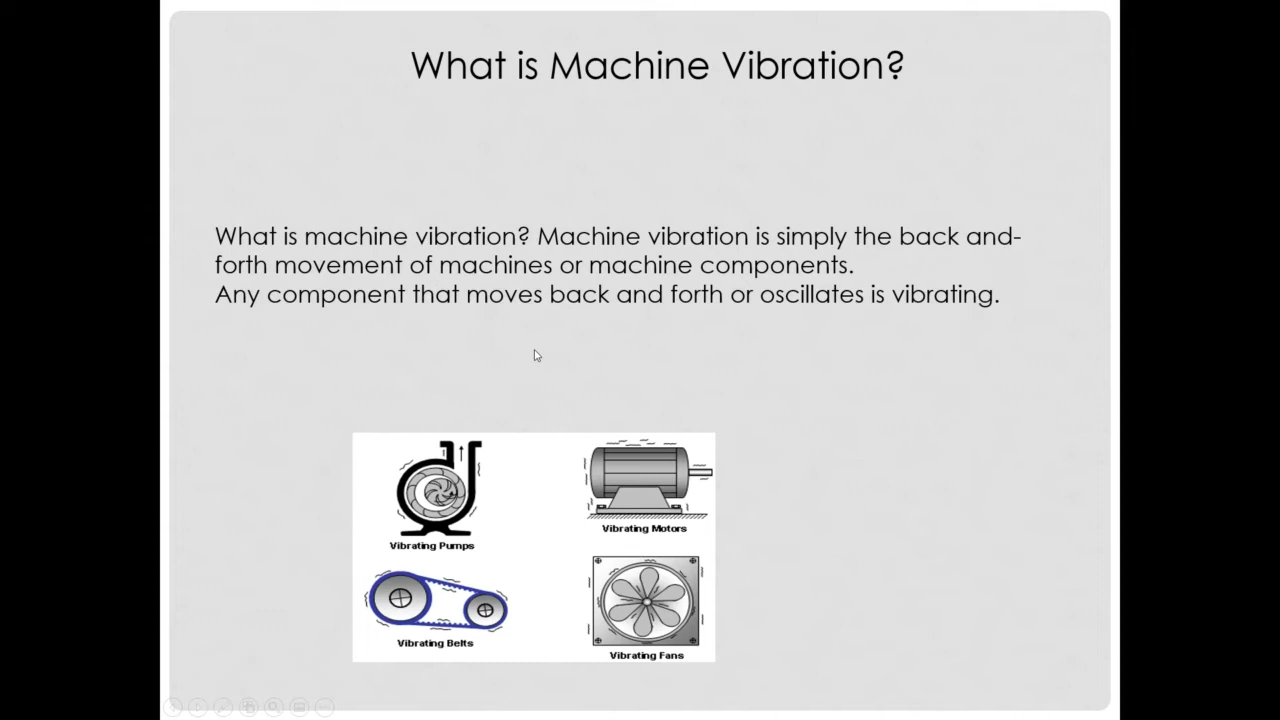 What is Machine Vibration?
What is machine vibration? Machine vibration is simply the back and-
forth movement of machines or machine components.
Any component that moves back and forth or oscillates is vibrating.
Vibrating Pumps
Vibrating Motors
Vibrating Belts
Vibrating Fans